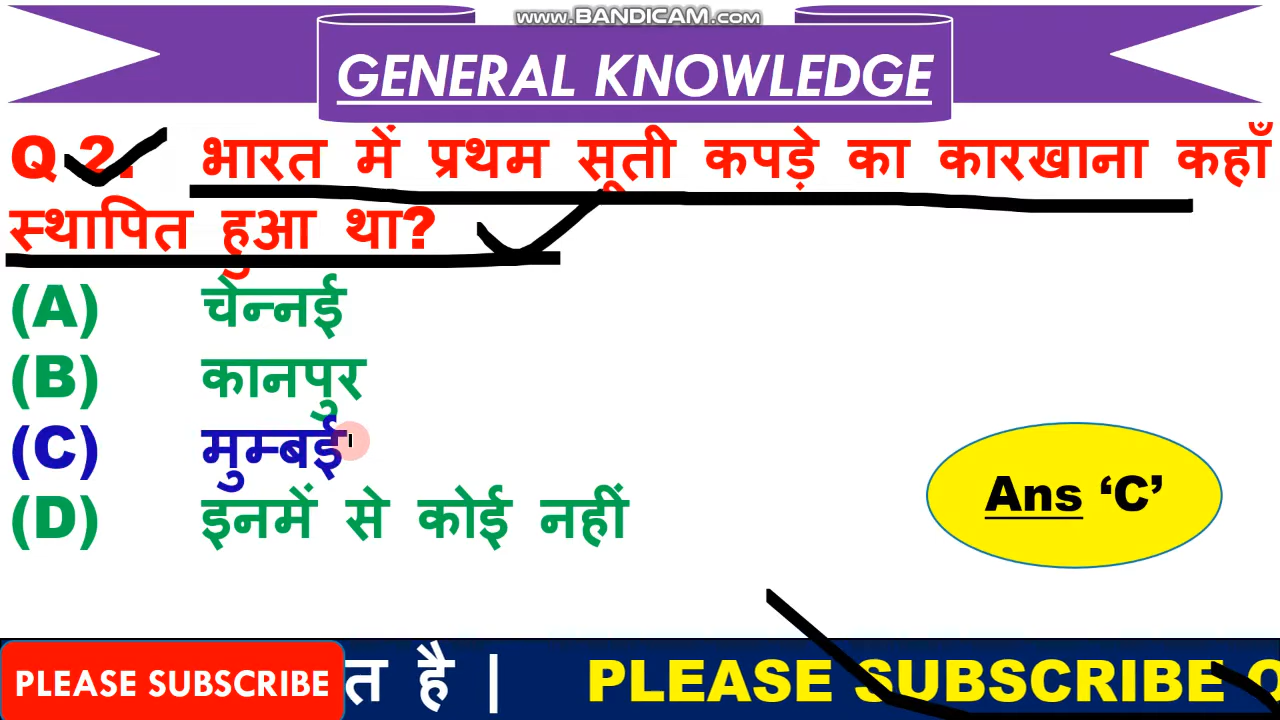 www.BANDICAM.com
GENERAL KNOWLEDGE
Q 2. भारत में प्रथम सूती कपड़े का कारखाना कहाँ
स्थापित हुआ था?
(A) चेन्नई
(B) कानपुर
(C) मुम्बई
(D) इनमें से कोई नहीं
Ans ‘C’
PLEASE SUBSCRIBE
त है | PLEASE SUBSCRIBE O